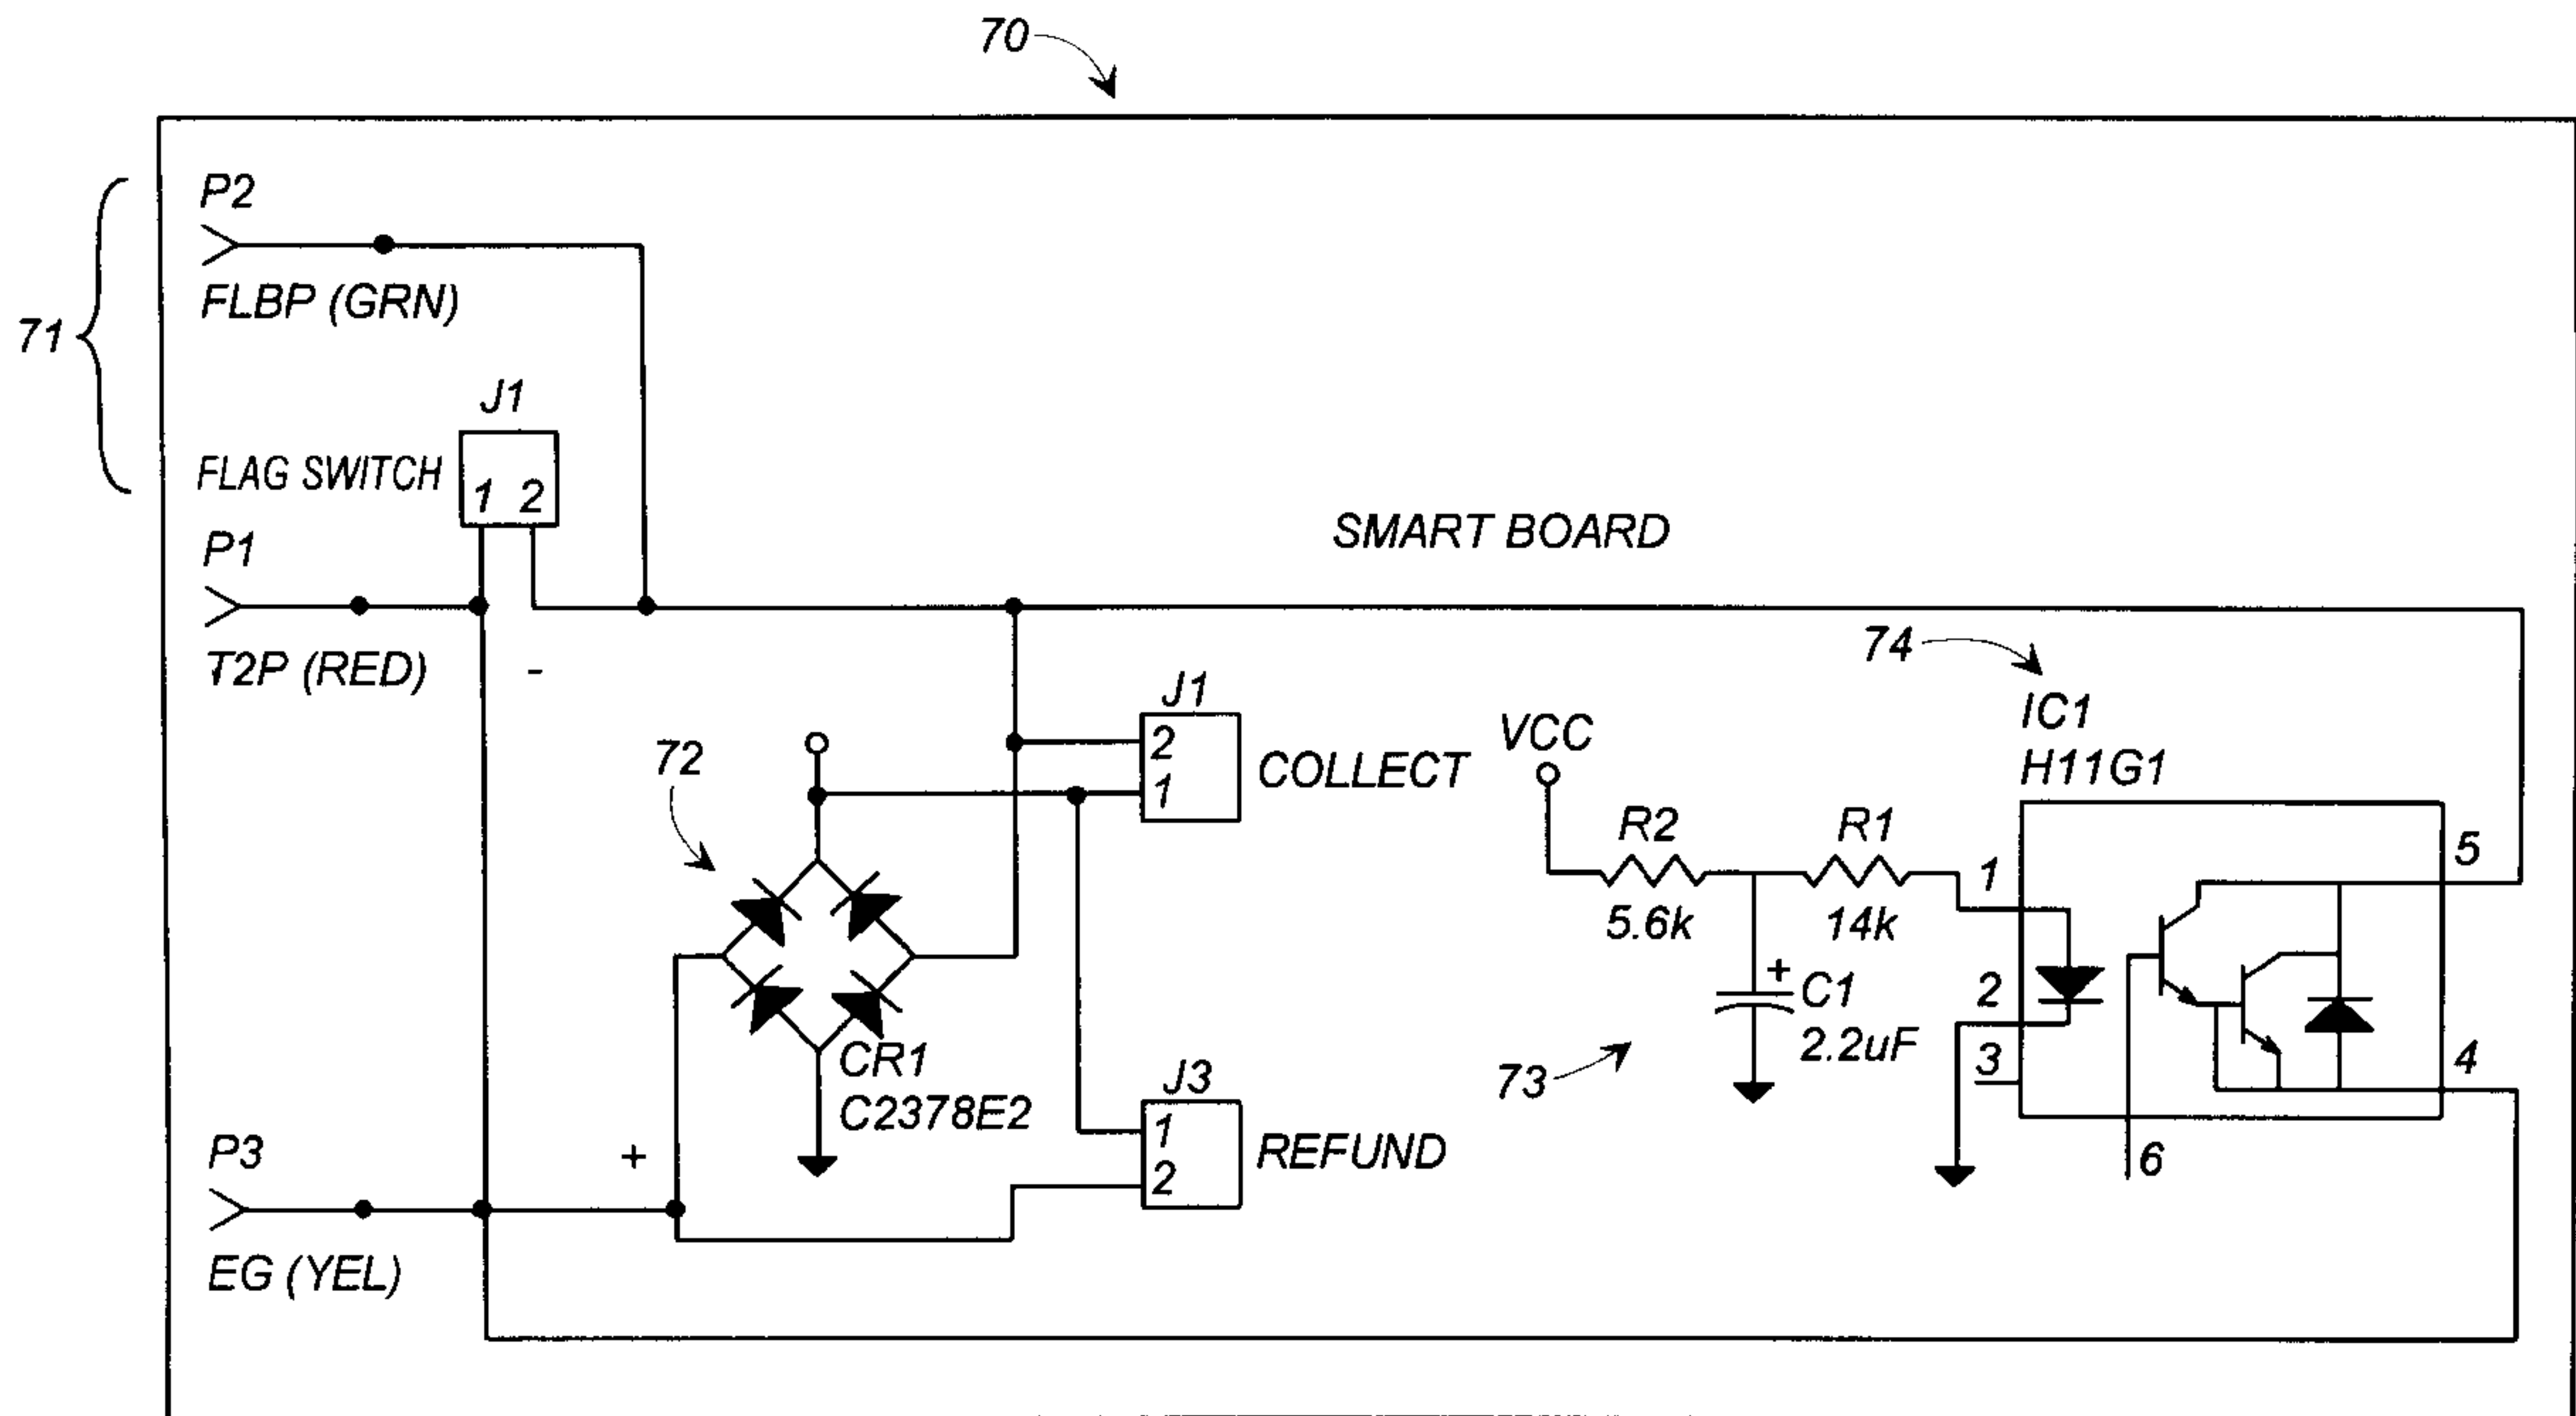 70
P2
FLBP (GRN)
71
J1
FLAG SWITCH
1 2
P1
T2P (RED)
-
SMART BOARD
74
IC1
H11G1
J1
2
1
COLLECT
72
VCC
R2
5.6k
R1
14k
1
5
+
C1
2.2uF
2
3
4
6
73
CR1
C2378E2
J3
1
2
REFUND
P3
+
EG (YEL)